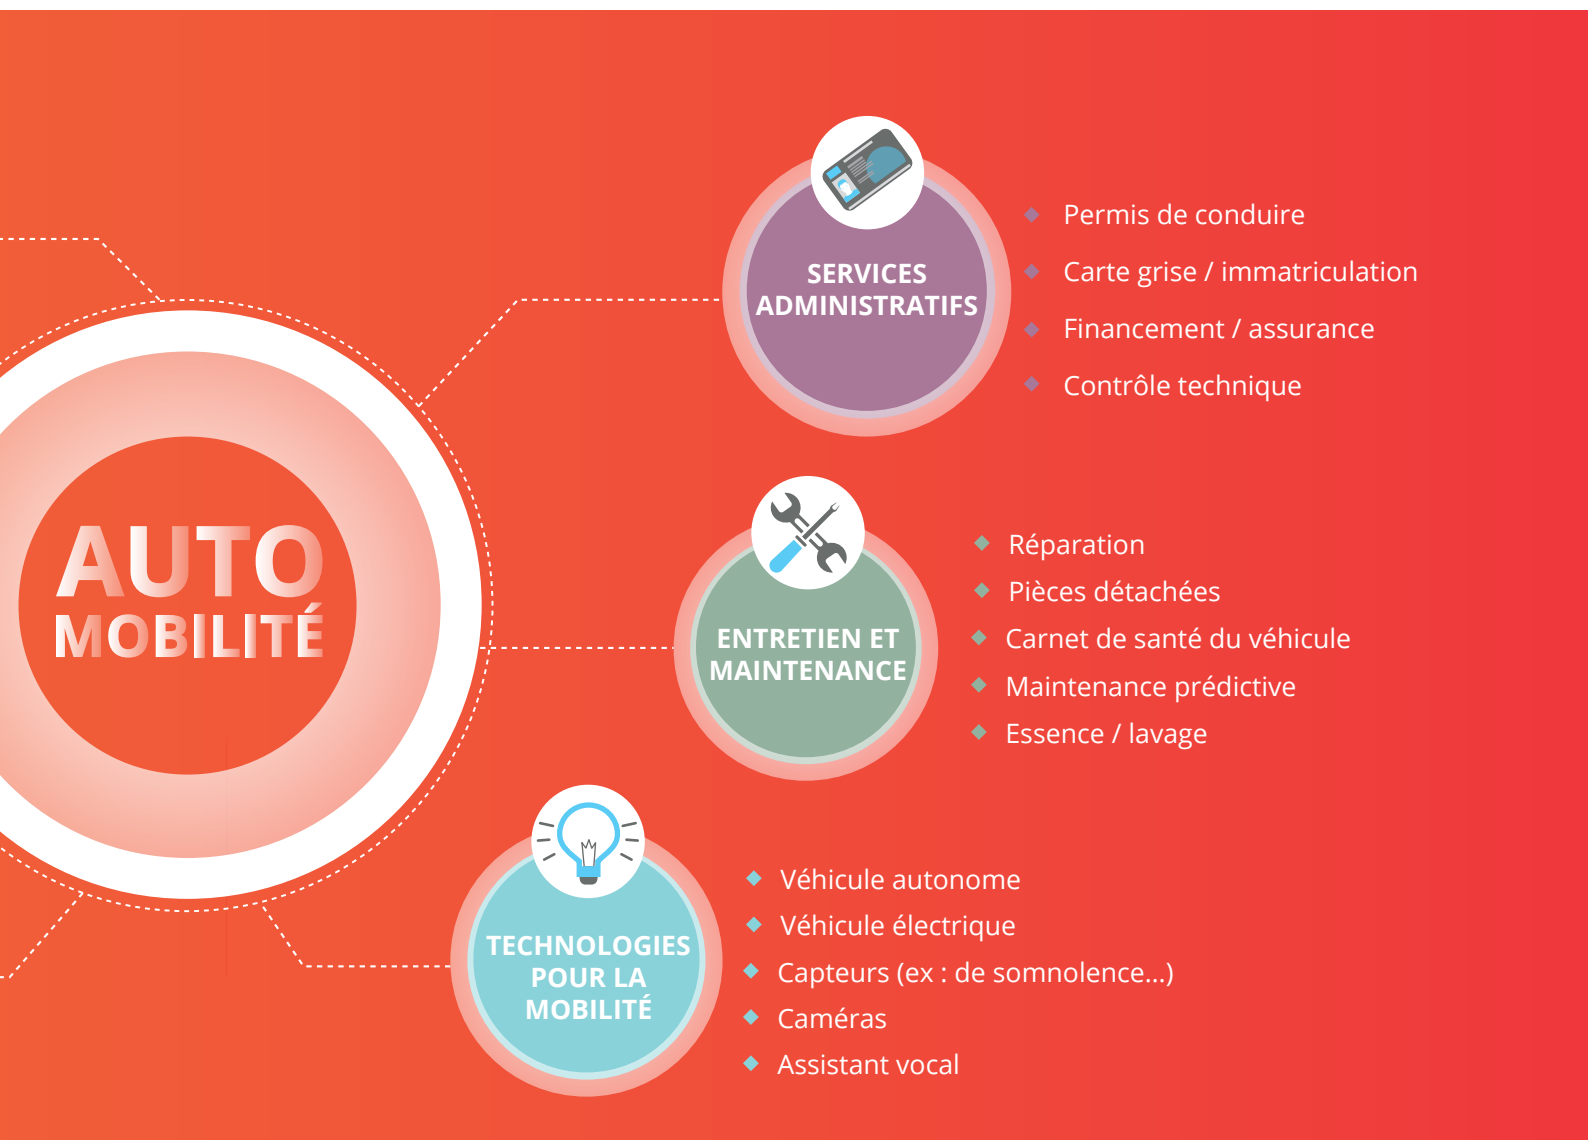 AUTO
MOBILITÉ
SERVICES
ADMINISTRATIFS
Permis de conduire
Carte grise / immatriculation
Financement / assurance
Contrôle technique
ENTRETIEN ET
MAINTENANCE
Réparation
Pièces détachées
Carnet de santé du véhicule
Maintenance prédictive
Essence / lavage
TECHNOLOGIES
POUR LA
MOBILITÉ
Véhicule autonome
Véhicule électrique
Capteurs (ex : de somnolence...)
Caméras
Assistant vocal